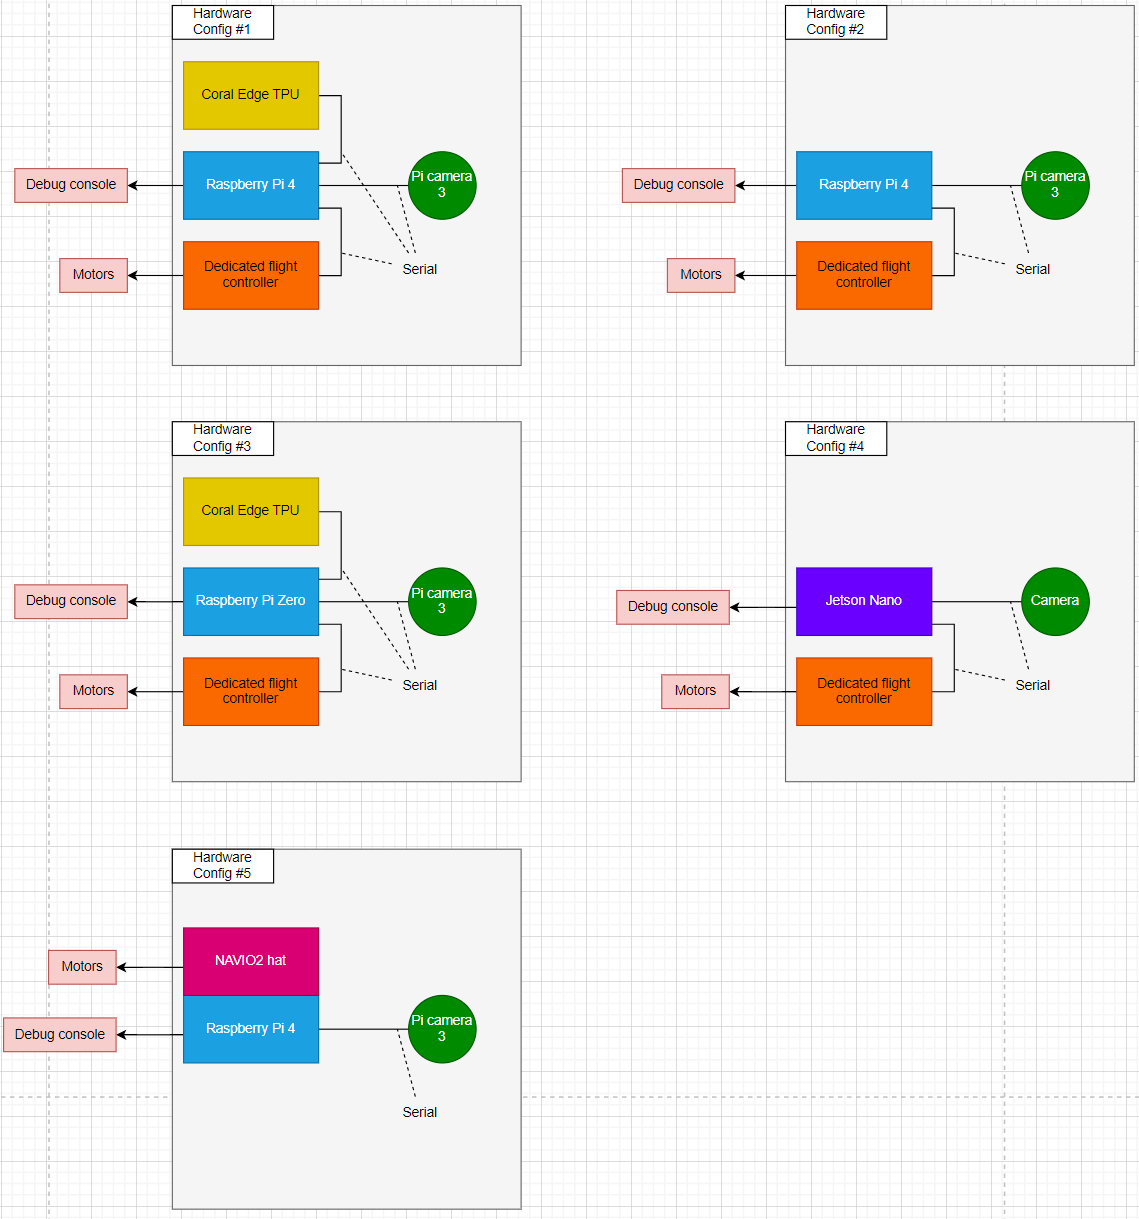 Hardware
Config #1
Coral Edge TPU
Debug console
Raspberry Pi 4
Pi camera
3
Motors
Dedicated flight
controller
Serial
Hardware
Config #2
Debug console
Raspberry Pi 4
Pi camera
3
Motors
Dedicated flight
controller
Serial
Hardware
Config #3
Coral Edge TPU
Debug console
Raspberry Pi Zero
Pi camera
3
Motors
Dedicated flight
controller
Serial
Hardware
Config #4
Debug console
Jetson Nano
Camera
Motors
Dedicated flight
controller
Serial
Hardware
Config #5
Motors
NAVIO2 hat
Debug console
Raspberry Pi 4
Pi camera
3
Serial